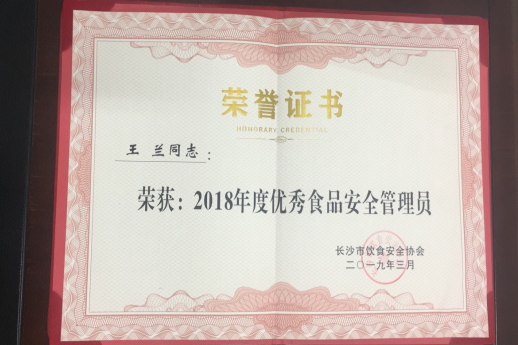 荣誉证书
HONORARY CREDENTIAL
王 兰同志：
荣获：2018年度优秀食品安全管理员
长沙市饮食安全协会
二〇一九年三月